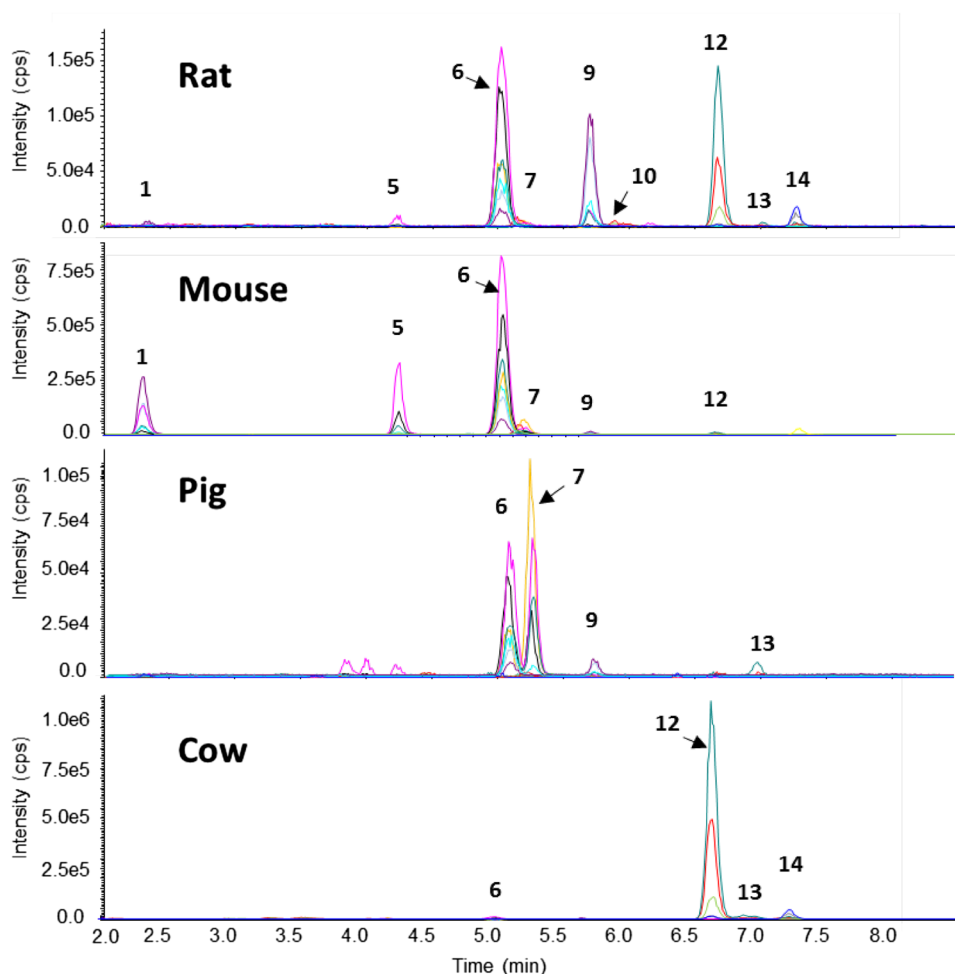 Intensity (cps)
1.5e5
1.0e5
5.0e4
0.0
Rat
1
5
6
7
9
10
12
13
14
Intensity (cps)
7.5e5
5.0e5
2.5e5
0.0
Mouse
1
5
6
7
9
12
Intensity (cps)
1.0e5
7.5e4
5.0e4
2.5e4
0.0
Pig
6
7
9
13
Intensity (cps)
1.0e6
7.5e5
5.0e5
2.5e5
0.0
Cow
6
12
13
14
2.0 2.5 3.0 3.5 4.0 4.5 5.0 5.5 6.0 6.5 7.0 7.5 8.0
Time (min)